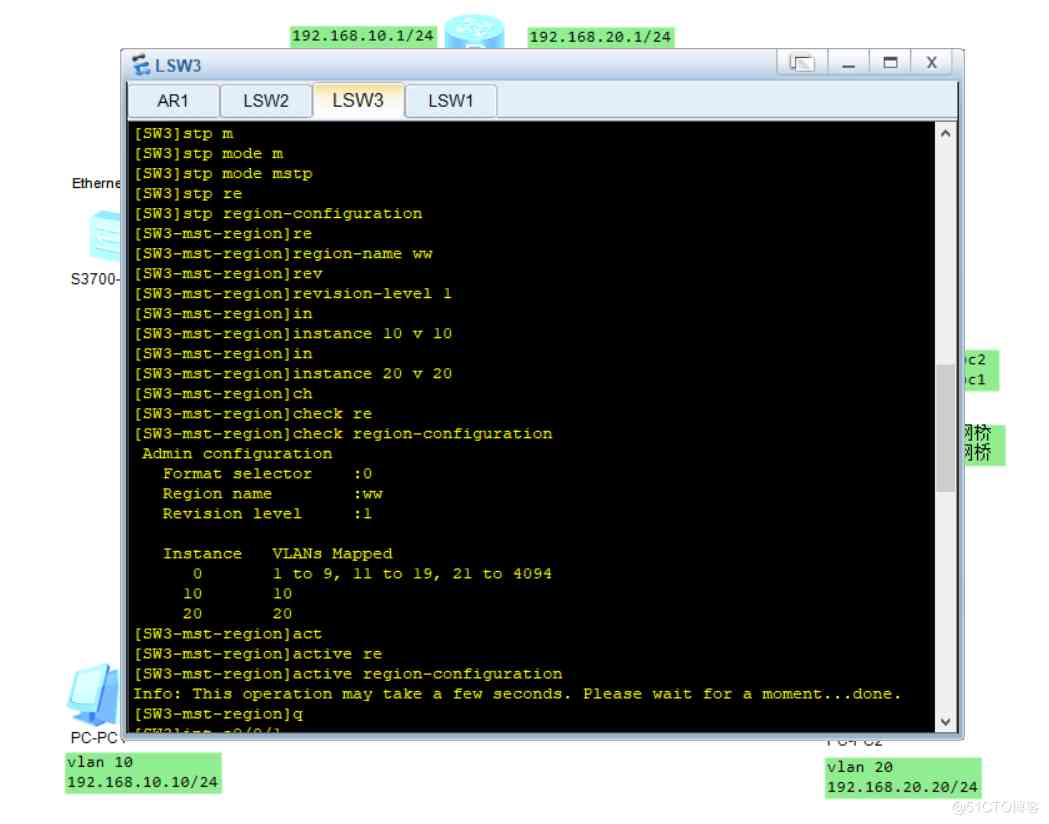 192.168.10.1/24
192.168.20.1/24
LSW3
AR1
LSW2
LSW3
LSW1
[SW3]stp m
[SW3]stp mode m
[SW3]stp mode mstp
[SW3]stp re
[SW3]stp region-configuration
[SW3-mst-region]re
[SW3-mst-region]region-name ww
[SW3-mst-region]rev
[SW3-mst-region]revision-level 1
[SW3-mst-region]in
[SW3-mst-region]instance 10 v 10
[SW3-mst-region]in
[SW3-mst-region]instance 20 v 20
[SW3-mst-region]ch
[SW3-mst-region]check re
[SW3-mst-region]check region-configuration
Admin configuration
Format selector :0
Region name :ww
Revision level :1
Instance VLANs Mapped
0 1 to 9, 11 to 19, 21 to 4094
10 10
20 20
[SW3-mst-region]act
[SW3-mst-region]active re
[SW3-mst-region]active region-configuration
Info: This operation may take a few seconds. Please wait for a moment...done.
[SW3-mst-region]q
Etherne
S3700-
c2
c1
网桥
网桥
PC-PC1
vlan 10
192.168.10.10/24
PC-PC2
vlan 20
192.168.20.20/24
@51CTO博客